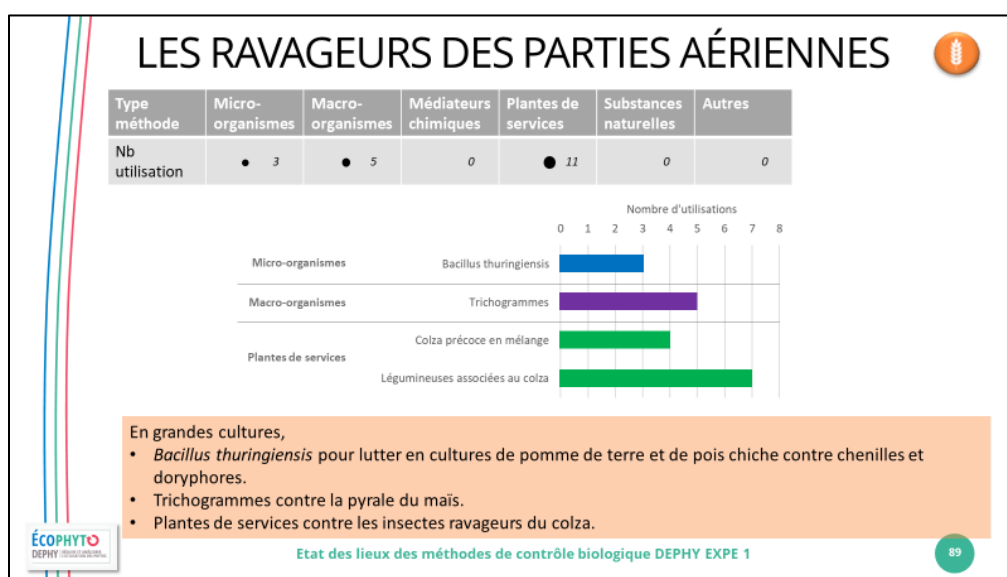 LES RAVAGEURS DES PARTIES AÉRIENNES
Type méthode Micro-organismes Macro-organismes Médiateurs chimiques Plantes de services Substances naturelles Autres
Nb utilisation 3 5 0 11 0 0
Nombre d'utilisations
0 1 2 3 4 5 6 7 8
Micro-organismes Bacillus thuringiensis
Macro-organismes Trichogrammes
Colza précoce en mélange
Plantes de services
Légumineuses associées au colza
En grandes cultures,
• Bacillus thuringiensis pour lutter en cultures de pomme de terre et de pois chiche contre chenilles et
doryphores.
• Trichogrammes contre la pyrale du maïs.
• Plantes de services contre les insectes ravageurs du colza.
ÉCOPHYTO
DEPHY
Etat des lieux des méthodes de contrôle biologique DEPHY EXPE 1
89